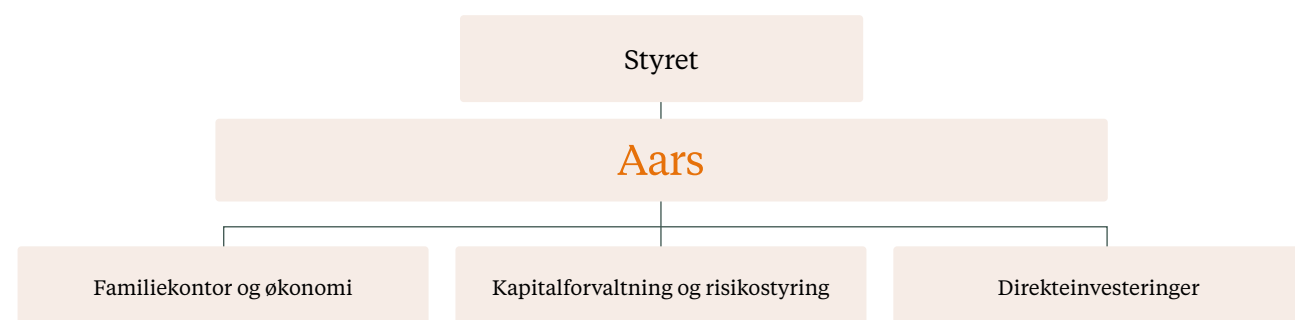 Styret
Aars
Familiekontor og økonomi
Kapitalforvaltning og risikostyring
Direkteinvesteringer